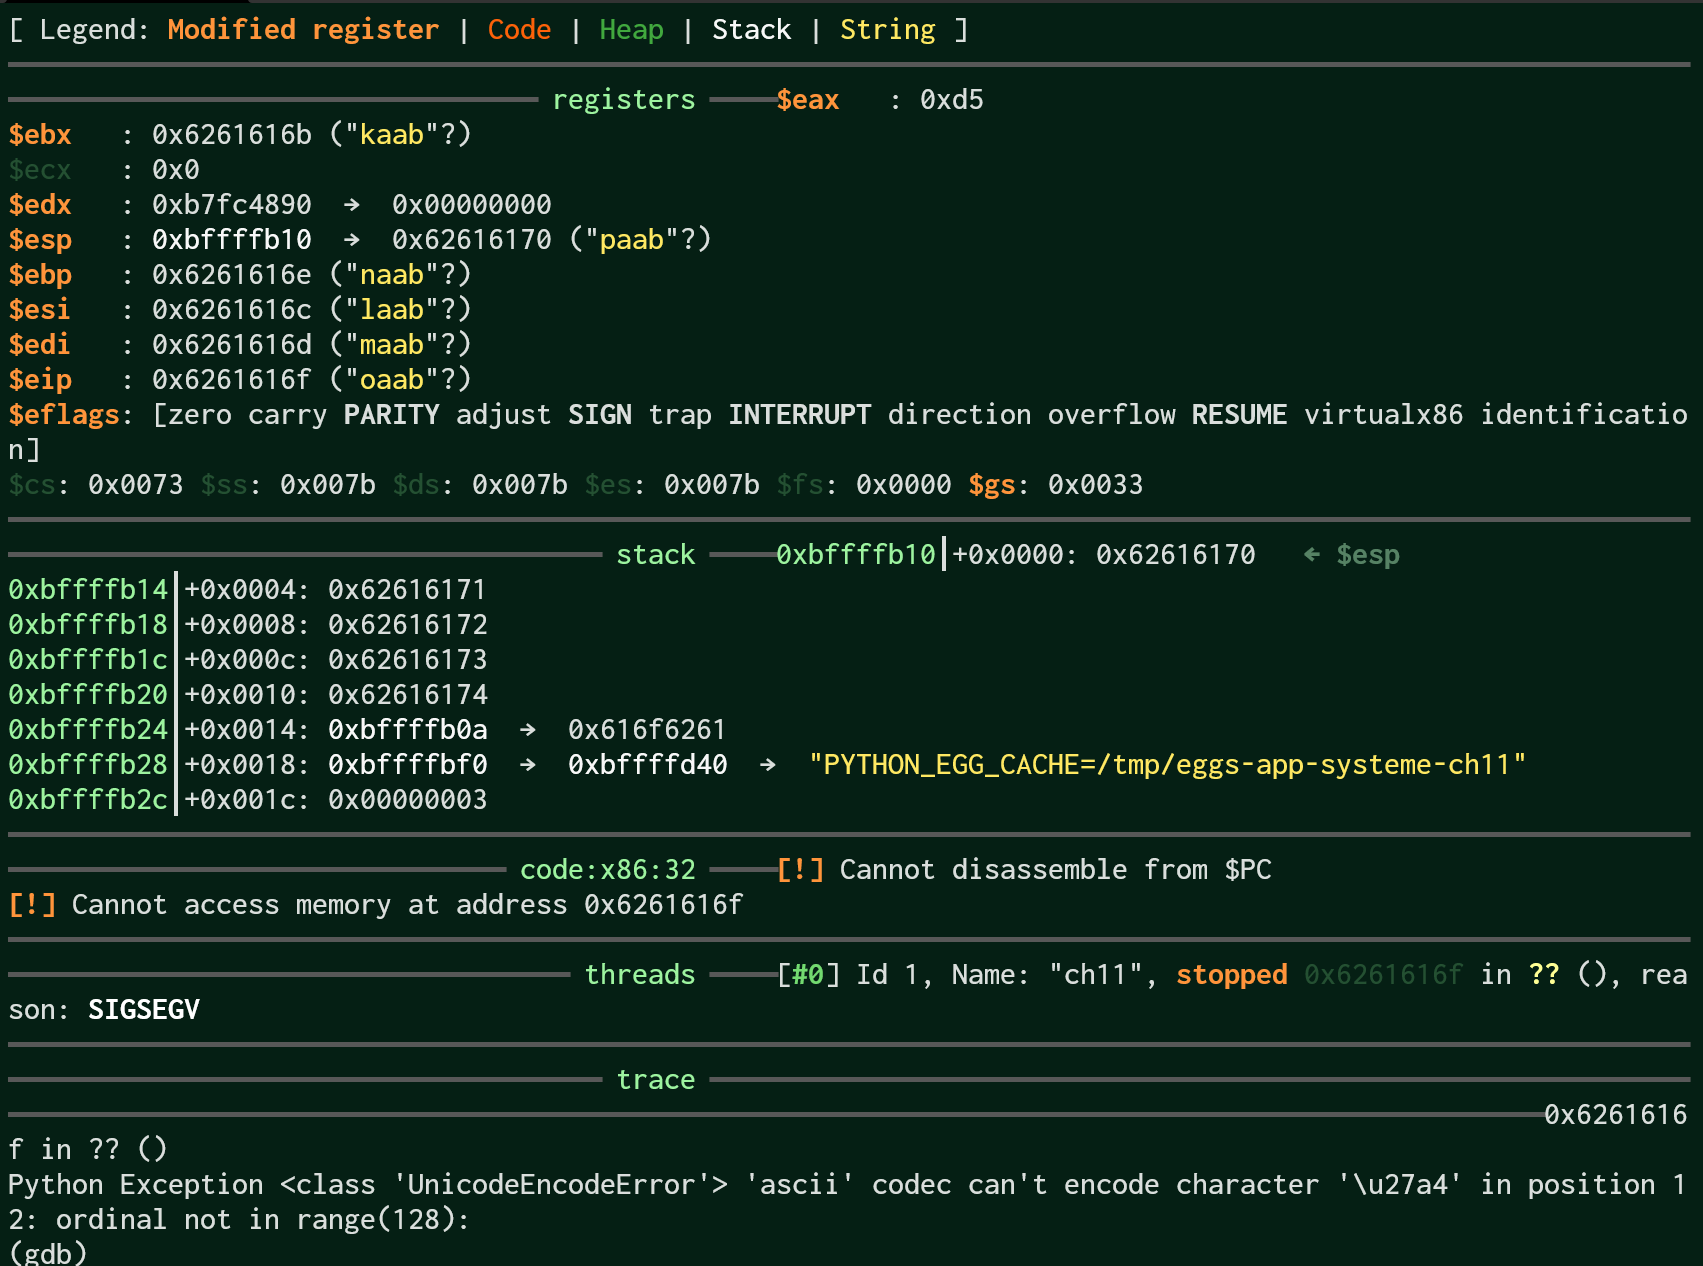 [ Legend: Modified register | Code | Heap | Stack | String ]
registers $eax   : 0xd5
$ebx   : 0x6261616b ("kaab"?)
$ecx   : 0x0
$edx   : 0xb7fc4890  →  0x00000000
$esp   : 0xbffffb10  →  0x62616170 ("paab"?)
$ebp   : 0x6261616e ("naab"?)
$esi   : 0x6261616c ("laab"?)
$edi   : 0x6261616d ("maab"?)
$eip   : 0x6261616f ("oaab"?)
$eflags: [zero carry PARITY adjust SIGN trap INTERRUPT direction overflow RESUME virtualx86 identificatio
n]
$cs: 0x0073 $ss: 0x007b $ds: 0x007b $es: 0x007b $fs: 0x0000 $gs: 0x0033
stack 0xbffffb10│+0x0000: 0x62616170   ← $esp
0xbffffb14│+0x0004: 0x62616171
0xbffffb18│+0x0008: 0x62616172
0xbffffb1c│+0x000c: 0x62616173
0xbffffb20│+0x0010: 0x62616174
0xbffffb24│+0x0014: 0xbffffb0a  →  0x616f6261
0xbffffb28│+0x0018: 0xbffffbf0  →  0xbffffd40  →  "PYTHON_EGG_CACHE=/tmp/eggs-app-systeme-ch11"
0xbffffb2c│+0x001c: 0x00000003
code:x86:32 [!] Cannot disassemble from $PC
[!] Cannot access memory at address 0x6261616f
threads [#0] Id 1, Name: "ch11", stopped 0x6261616f in ?? (), rea
son: SIGSEGV
trace
0x6261616
f in ?? ()
Python Exception <class 'UnicodeEncodeError'> 'ascii' codec can't encode character '\u27a4' in position 1
2: ordinal not in range(128):
(gdb)